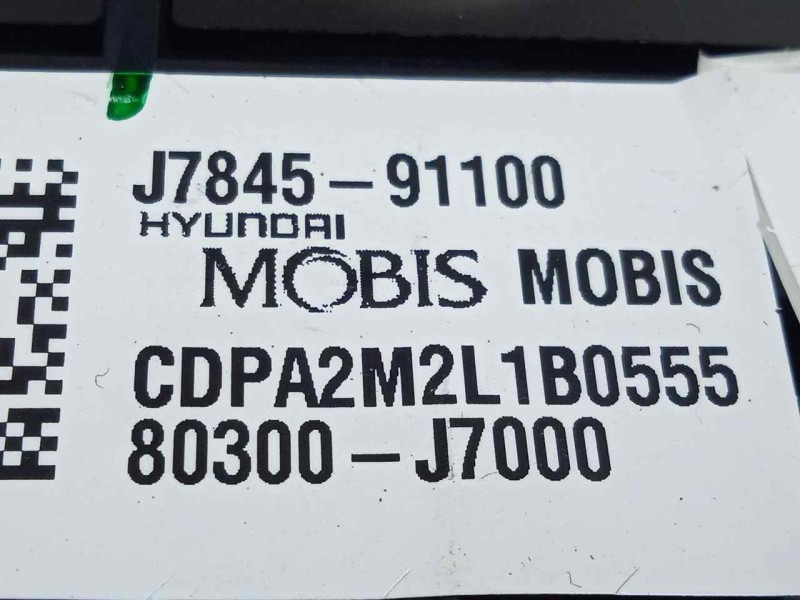 J7845-91100
HYUNDAI
MOBIS MOBIS
CDPA2M2L1B0555
80300-J7000